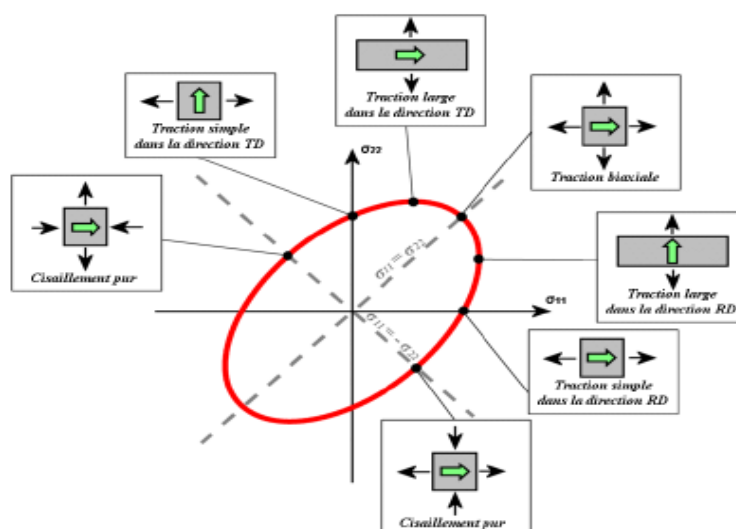 Traction large
dans la direction TD
Traction simple
dans la direction TD
Traction biaxiale
σ22
Cisaillement pur
σ11 = σ22
Traction large
dans la direction RD
σ11
σ11 = - σ22
Traction simple
dans la direction RD
Cisaillement pur